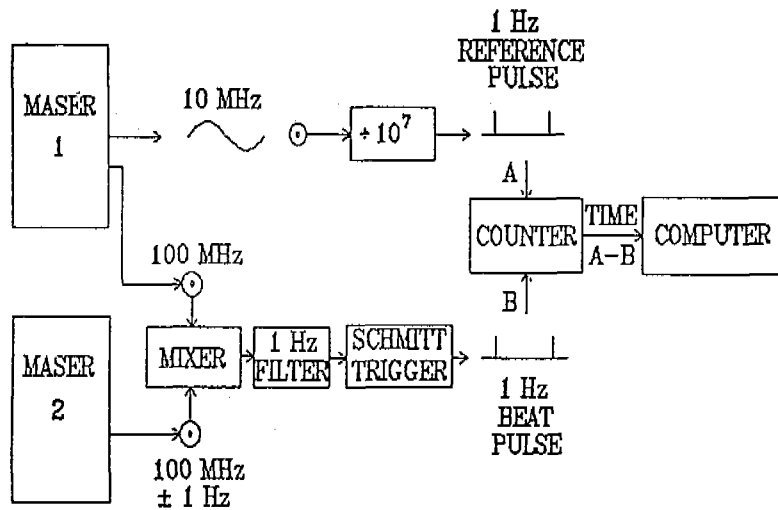 1 Hz
REFERENCE
PULSE
MASER
1
10 MHz
÷ 10⁷
A
COUNTER
TIME
A-B
COMPUTER
100 MHz
B
MASER
2
MIXER
1 Hz
FILTER
SCHMITT
TRIGGER
1 Hz
BEAT
PULSE
100 MHz
± 1 Hz